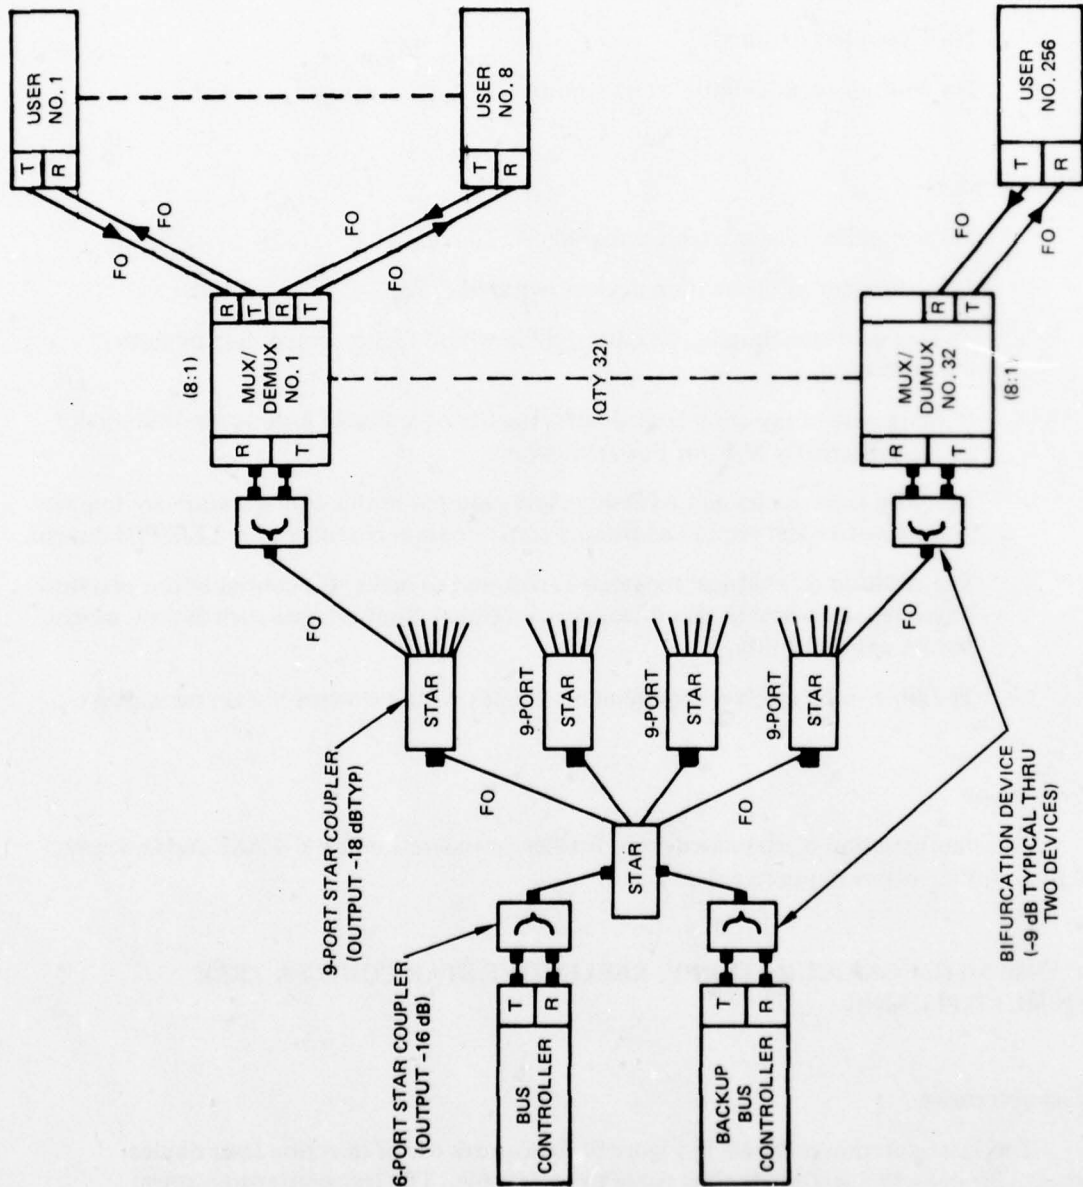 USER
NO. 1
T
R
FO
FO
USER
NO. 8
T
R
FO
FO
USER
NO. 256
T
R
FO
FO
(8:1)
MUX/
DEMUX
NO. 1
R
T
R
T
R
T
(QTY 32)
MUX/
DUMUX
NO. 32
R
T
R
T
(8:1
FO
FO
STAR
9-PORT
STAR
9-PORT
STAR
9-PORT
STAR
9-PORT STAR COUPLER
(OUTPUT -18 dBTYP)
FO
FO
STAR
6-PORT STAR COUPLER
(OUTPUT -16 dB)
BUS
CONTROLLER
T
R
BACKUP
BUS
CONTROLLER
T
R
BIFURCATION DEVICE
(-9 dB TYPICAL THRU
TWO DEVICES)